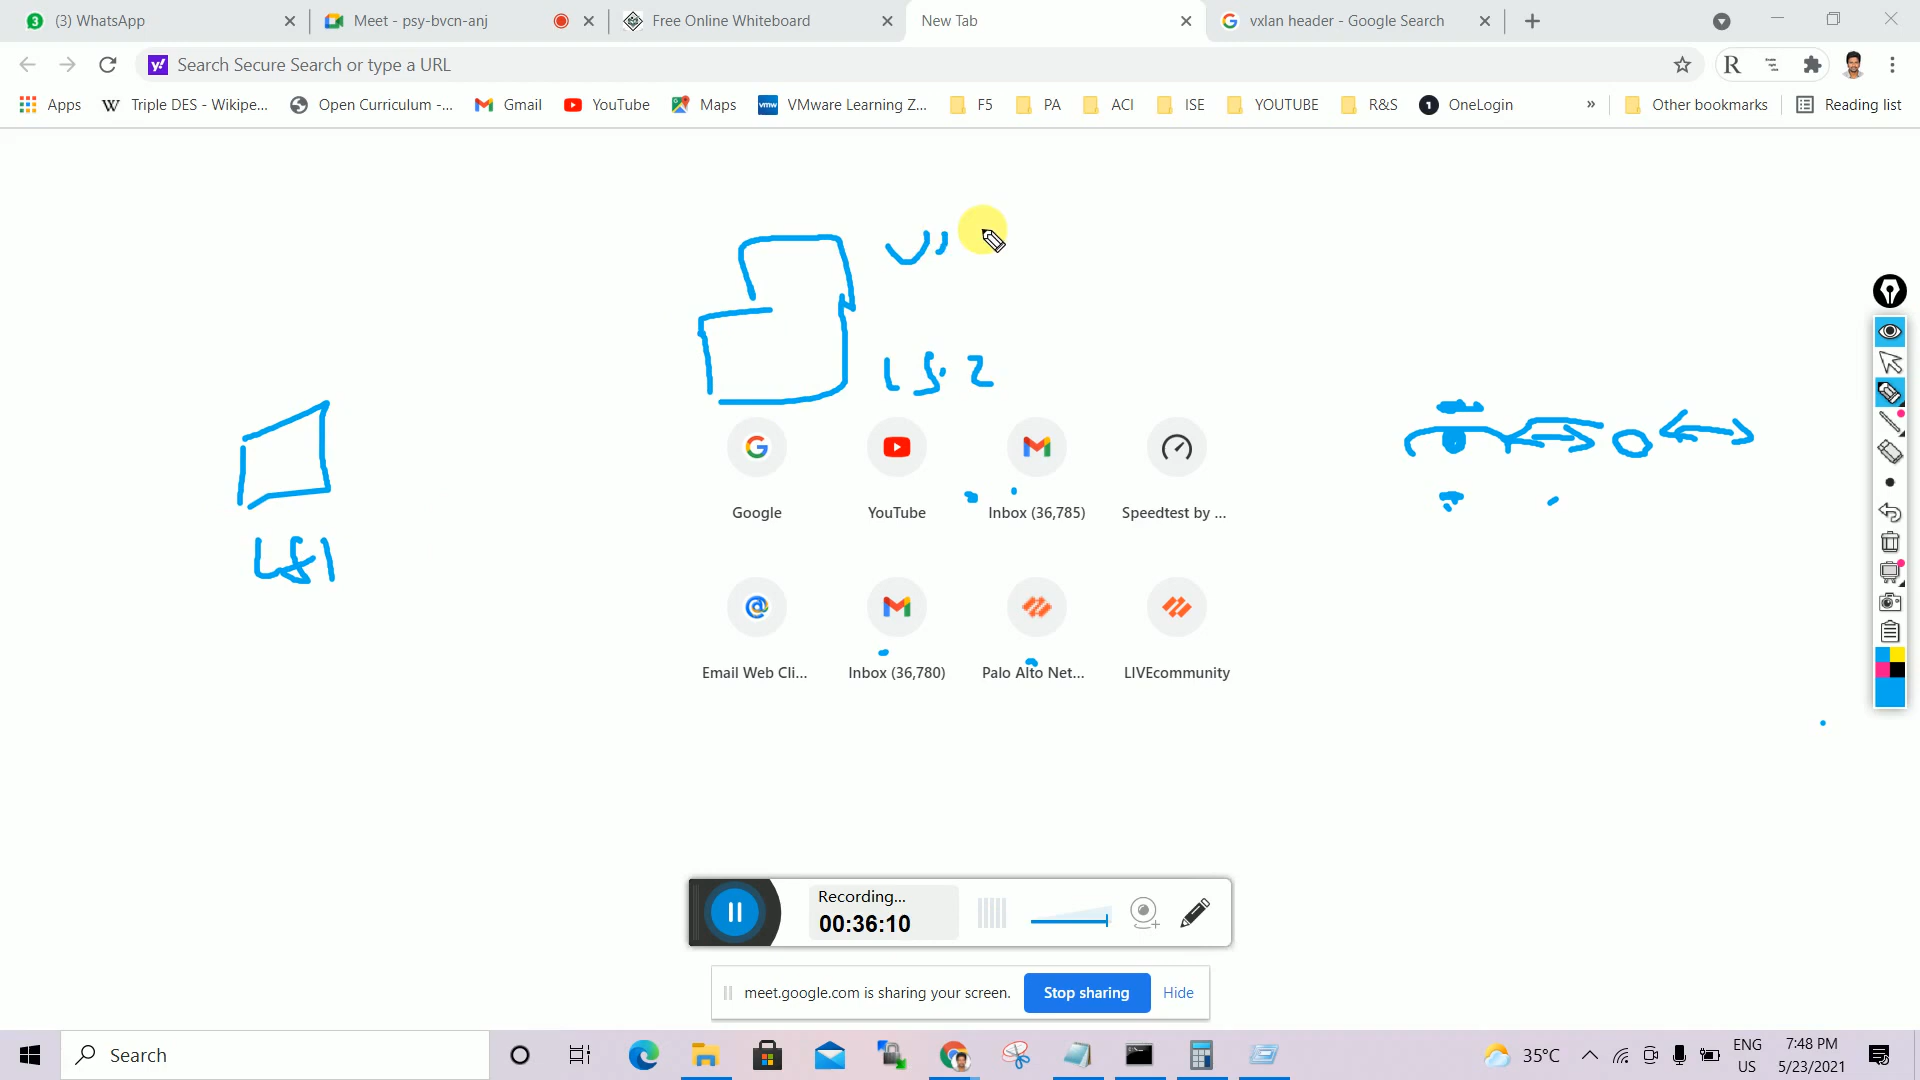 (3) WhatsApp
Meet - psy-bvcn-anj
Free Online Whiteboard
New Tab
vxlan header - Google Search
Search Secure Search or type a URL
Apps
Triple DES - Wikipe...
Open Curriculum -...
Gmail
YouTube
Maps
VMware Learning Z...
F5
PA
ACI
ISE
YOUTUBE
R&S
OneLogin
»
Other bookmarks
Reading list
LS.2
LS1
Google
YouTube
Inbox (36,785)
Speedtest by ...
Email Web Cli...
Inbox (36,780)
Palo Alto Net...
LIVEcommunity
Recording...
00:36:10
meet.google.com is sharing your screen.
Stop sharing
Hide
Search
35°C
ENG
US
7:48 PM
5/23/2021